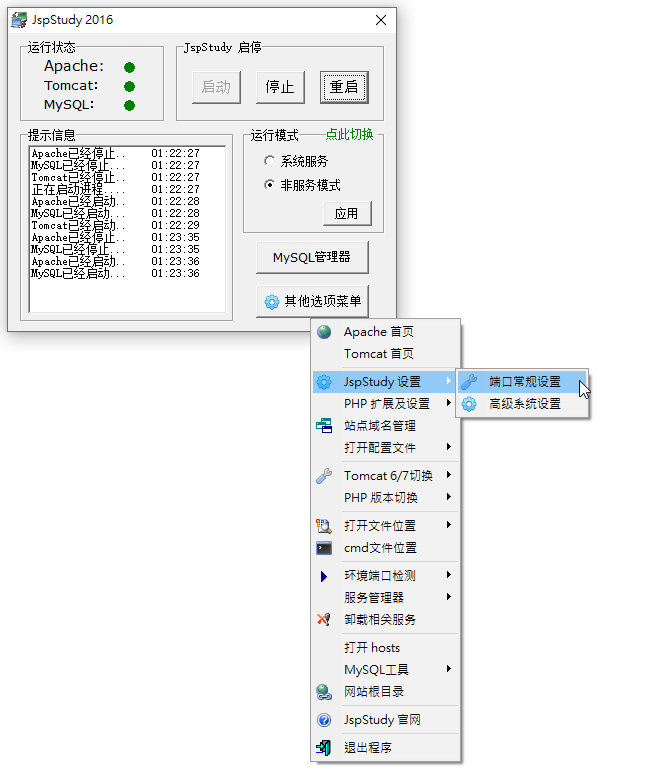 JspStudy 2016
运行状态
Apache:
Tomcat:
MySQL:
JspStudy 启停
启动
停止
重启
提示信息
Apache已经停止.. 01:22:27
MySQL已经停止... 01:22:27
Tomcat已经停止.. 01:22:27
正在启动进程.... 01:22:27
Apache已经启动.. 01:22:28
MySQL已经启动... 01:22:28
Tomcat已经启动.. 01:22:29
Apache已经停止.. 01:23:35
MySQL已经停止... 01:23:35
Apache已经启动.. 01:23:36
MySQL已经启动... 01:23:36
运行模式
点此切换
系统服务
非服务模式
应用
MySQL管理器
其他选项菜单
Apache 首页
Tomcat 首页
JspStudy 设置
PHP 扩展及设置
站点域名管理
打开配置文件
Tomcat 6/7切换
PHP 版本切换
打开文件位置
cmd文件位置
环境端口检测
服务管理器
卸载相关服务
打开 hosts
MySQL工具
网站根目录
JspStudy 官网
退出程序
端口常规设置
高级系统设置